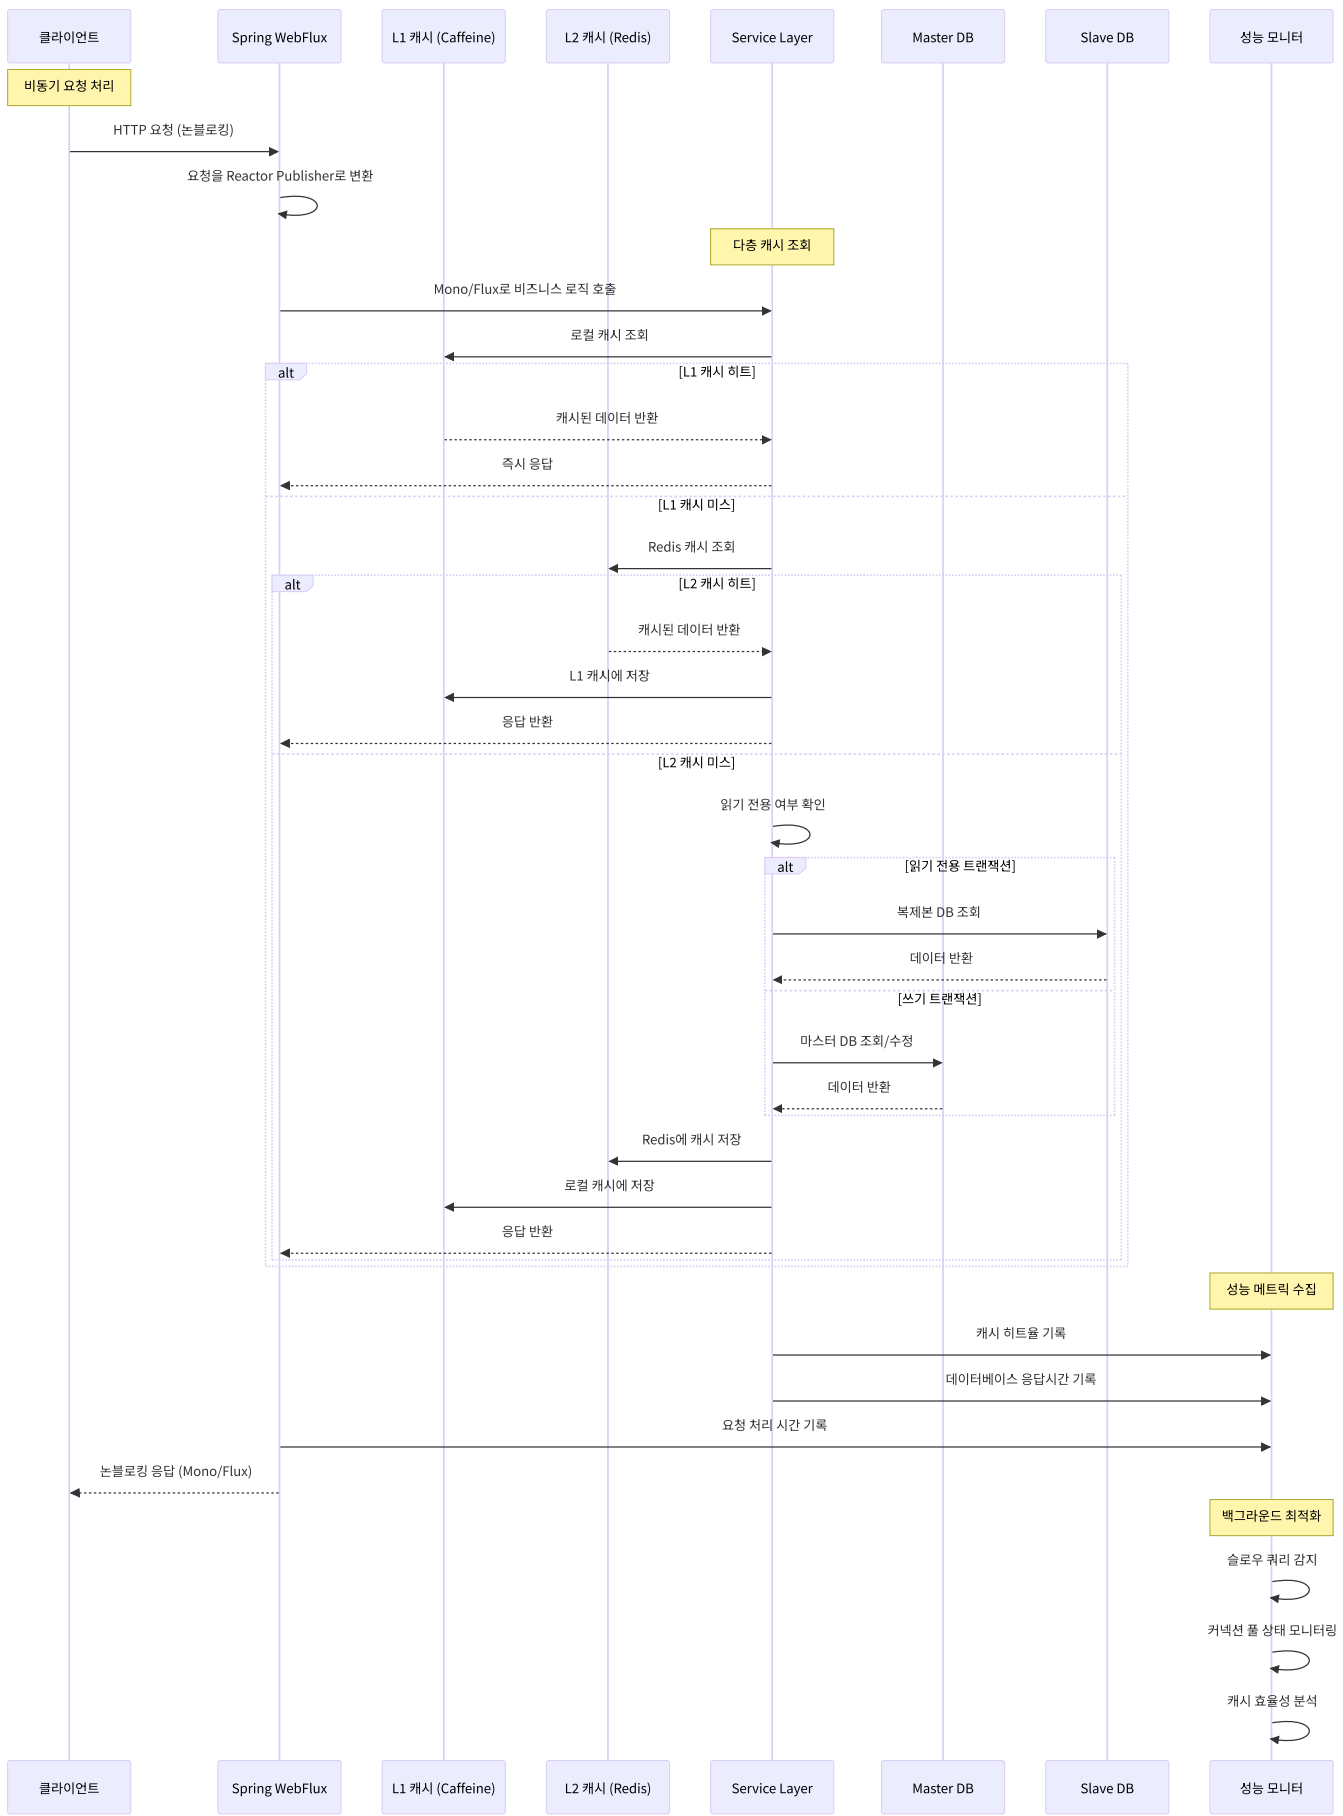 클라이언트
Spring WebFlux
L1 캐시 (Caffeine)
L2 캐시 (Redis)
Service Layer
Master DB
Slave DB
성능 모니터
비동기 요청 처리
HTTP 요청 (논블로킹)
요청을 Reactor Publisher로 변환
다층 캐시 조회
Mono/Flux로 비즈니스 로직 호출
로컬 캐시 조회
alt
[L1 캐시 히트]
캐시된 데이터 반환
즉시 응답
[L1 캐시 미스]
Redis 캐시 조회
alt
[L2 캐시 히트]
캐시된 데이터 반환
L1 캐시에 저장
응답 반환
[L2 캐시 미스]
읽기 전용 여부 확인
alt
[읽기 전용 트랜잭션]
복제본 DB 조회
데이터 반환
[쓰기 트랜잭션]
마스터 DB 조회/수정
데이터 반환
Redis에 캐시 저장
로컬 캐시에 저장
응답 반환
성능 메트릭 수집
캐시 히트율 기록
데이터베이스 응답시간 기록
요청 처리 시간 기록
논블로킹 응답 (Mono/Flux)
백그라운드 최적화
슬로우 쿼리 감지
커넥션 풀 상태 모니터링
캐시 효율성 분석
클라이언트
Spring WebFlux
L1 캐시 (Caffeine)
L2 캐시 (Redis)
Service Layer
Master DB
Slave DB
성능 모니터